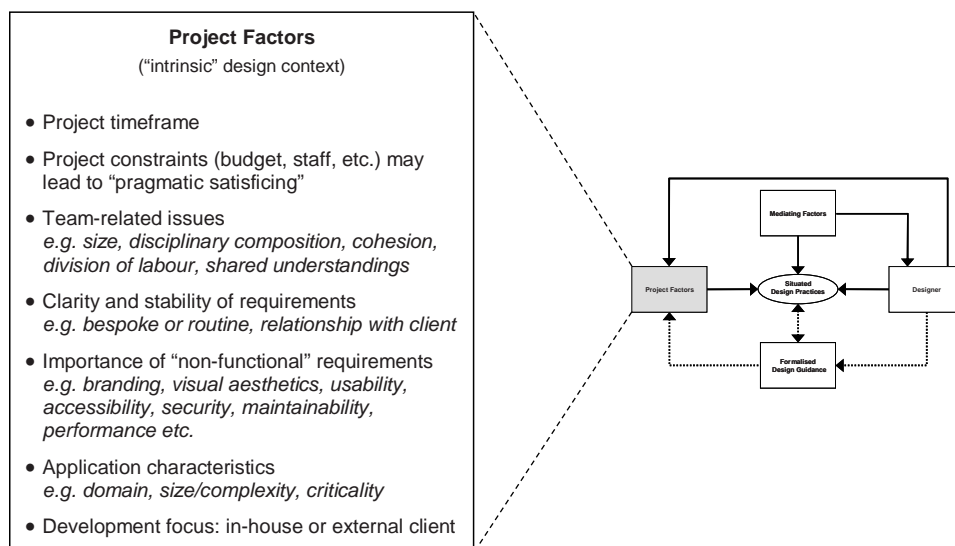 Project Factors
(“intrinsic” design context)
• Project timeframe
• Project constraints (budget, staff, etc.) may
lead to “pragmatic satisficing”
• Team-related issues
e.g. size, disciplinary composition, cohesion,
division of labour, shared understandings
• Clarity and stability of requirements
e.g. bespoke or routine, relationship with client
• Importance of “non-functional” requirements
e.g. branding, visual aesthetics, usability,
accessibility, security, maintainability,
performance etc.
• Application characteristics
e.g. domain, size/complexity, criticality
• Development focus: in-house or external client
Mediating Factors
Project Factors
Situated
Design Practices
Designer
Formalised
Design Guidance